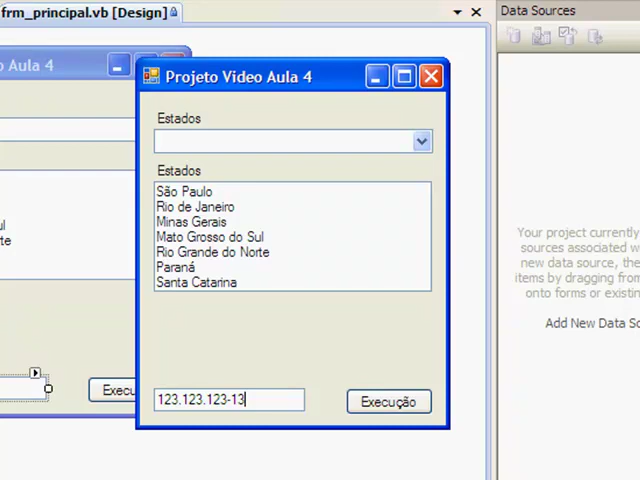 frm_principal.vb [Design]
Data Sources
o Aula 4
Projeto Video Aula 4
Estados
Estados
São Paulo
Rio de Janeiro
Minas Gerais
Mato Grosso do Sul
Rio Grande do Norte
Paraná
Santa Catarina
ul
rte
Your project currently
sources associated w
new data source, the
items by dragging from
onto forms or existin
Add New Data So
Execu
123.123.123-13
Execução